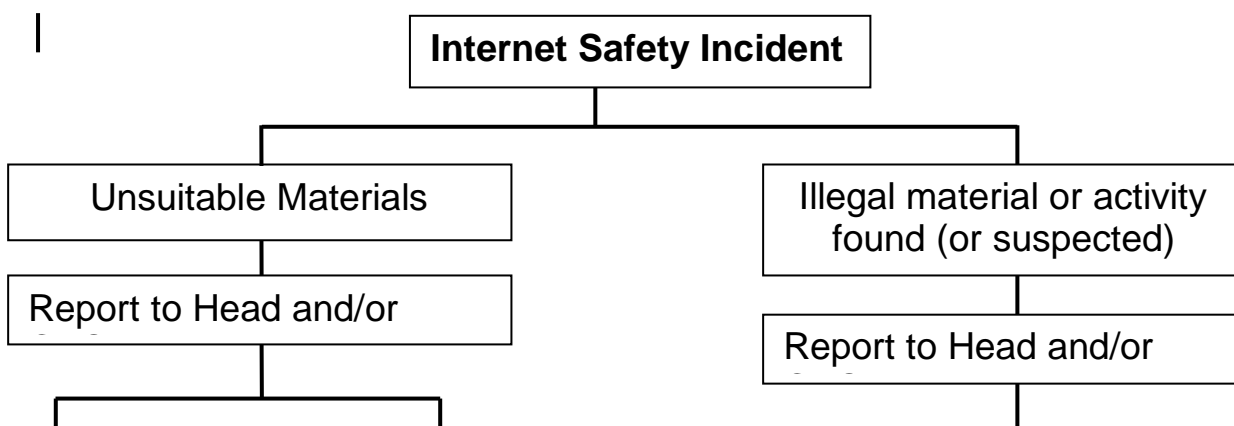 Internet Safety Incident
Unsuitable Materials
Illegal material or activity
found (or suspected)
Report to Head and/or
Report to Head and/or